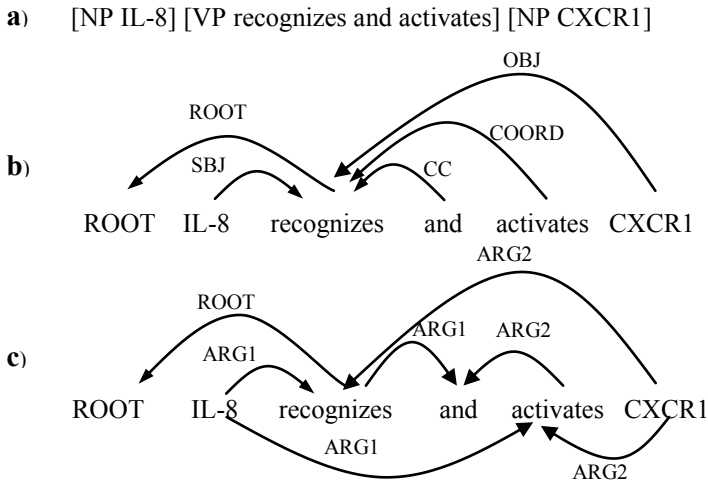 a) [NP IL-8] [VP recognizes and activates] [NP CXCR1]
OBJ
ROOT
COORD
b)
SBJ
CC
ROOT IL-8 recognizes and activates CXCR1
ARG2
ROOT
ARG1
ARG2
c)
ARG1
ROOT IL-8 recognizes and activates CXCR1
ARG1
ARG2